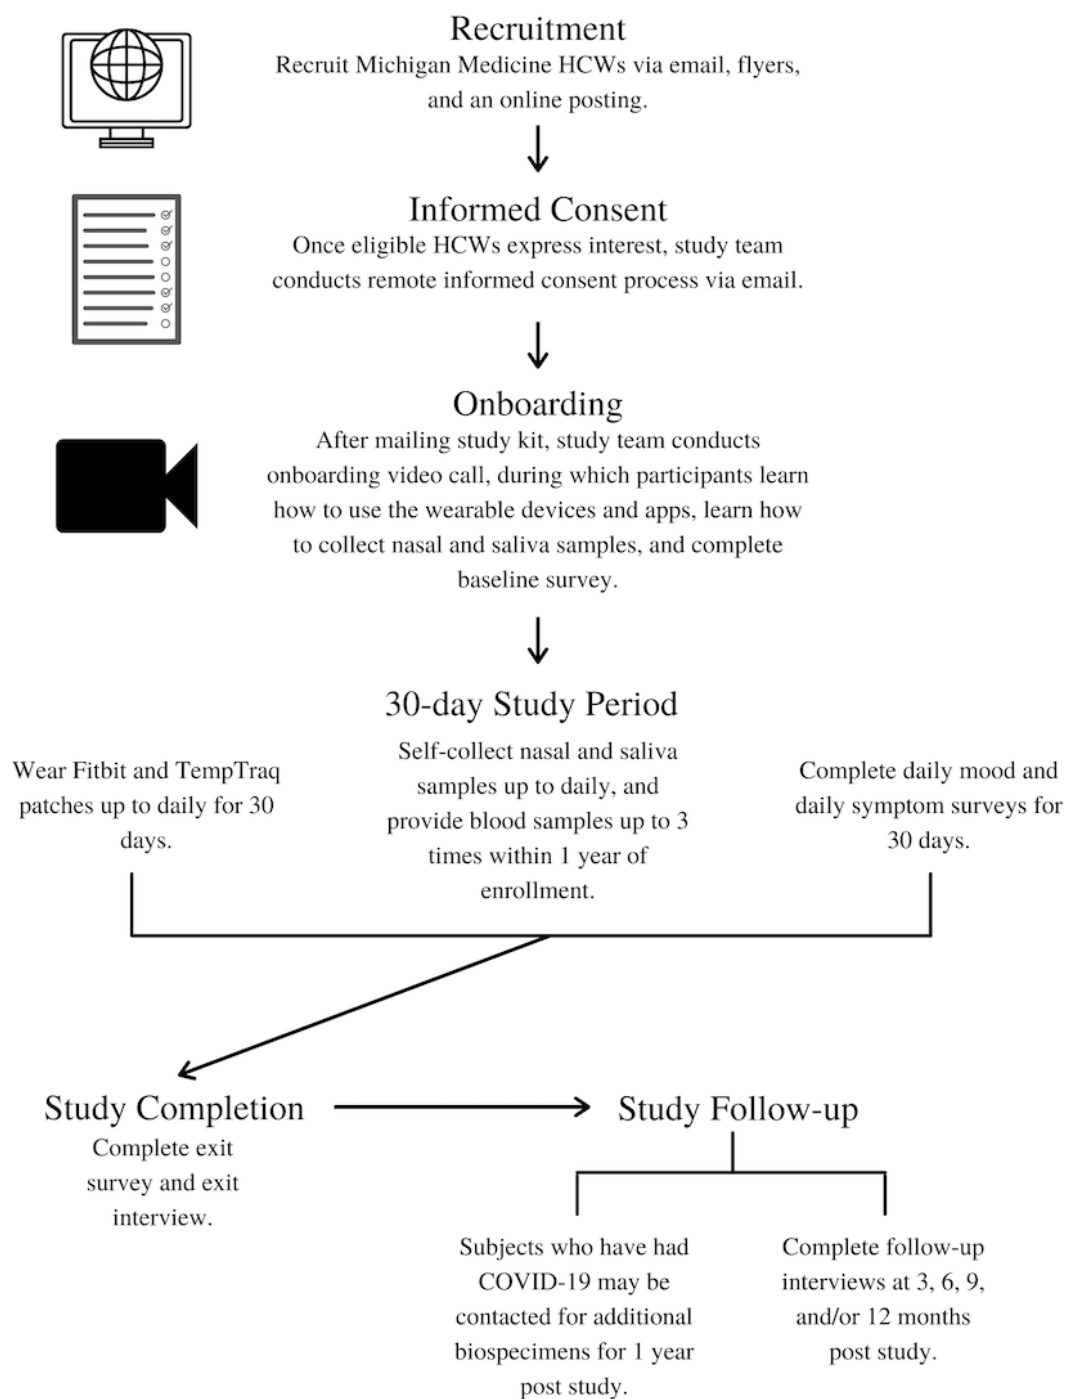 Recruitment
Recruit Michigan Medicine HCWs via email, flyers,
and an online posting.
Informed Consent
Once eligible HCWs express interest, study team
conducts remote informed consent process via email.
Onboarding
After mailing study kit, study team conducts
onboarding video call, during which participants learn
how to use the wearable devices and apps, learn how
to collect nasal and saliva samples, and complete
baseline survey.
30-day Study Period
Wear Fitbit and TempTraq
patches up to daily for 30
days.
Self-collect nasal and saliva
samples up to daily, and
provide blood samples up to 3
times within 1 year of
enrollment.
Complete daily mood and
daily symptom surveys for
30 days.
Study Completion
Complete exit
survey and exit
interview.
Study Follow-up
Subjects who have had
COVID-19 may be
contacted for additional
biospecimens for 1 year
post study.
Complete follow-up
interviews at 3, 6, 9,
and/or 12 months
post study.